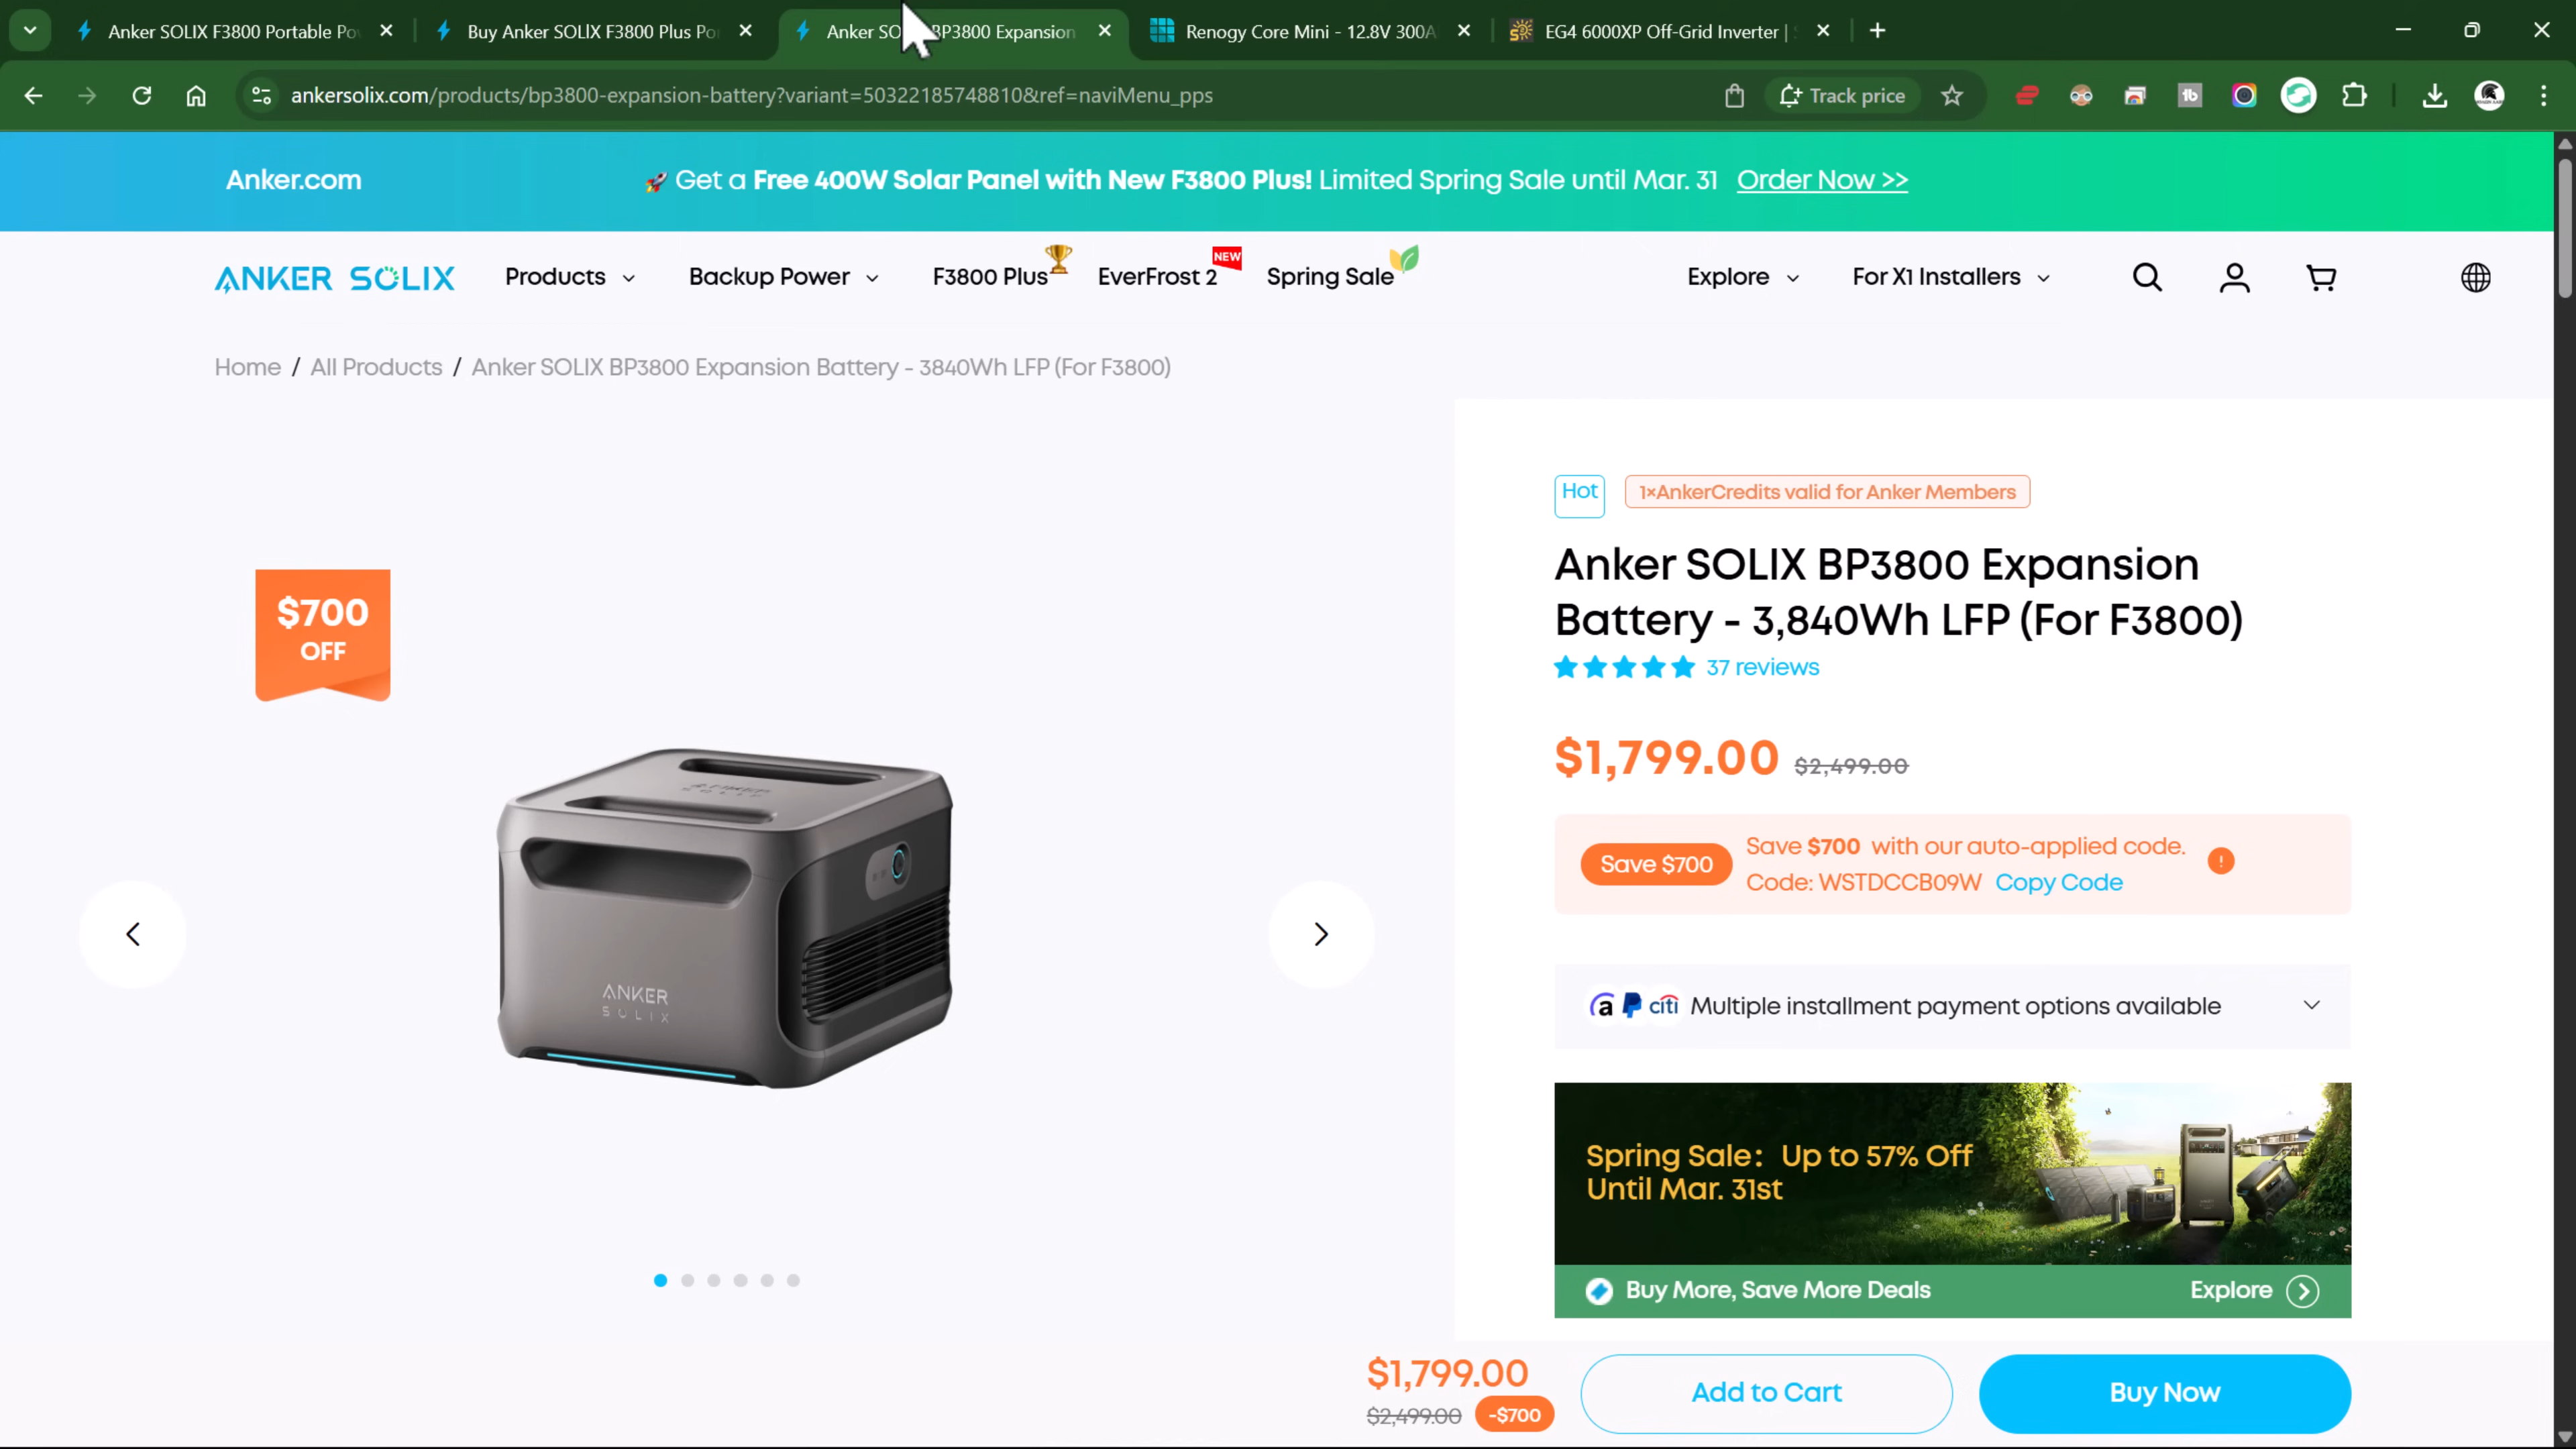 Anker SOLIX F3800 Portable Po
Buy Anker SOLIX F3800 Plus Por
Anker SO BP3800 Expansion
Renogy Core Mini - 12.8V 300A
EG4 6000XP Off-Grid Inverter |
ankersolix.com/products/bp3800-expansion-battery?variant=50322185748810&ref=naviMenu_pps
Track price
Anker.com
Get a Free 400W Solar Panel with New F3800 Plus! Limited Spring Sale until Mar. 31 Order Now >>
ANKER SOLIX
Products
Backup Power
F3800 Plus
EverFrost 2
NEW
Spring Sale
Explore
For X1 Installers
Home / All Products / Anker SOLIX BP3800 Expansion Battery - 3840Wh LFP (For F3800)
$700
OFF
ANKER
SOLIX
ANKER
SOLIX
Hot
1×AnkerCredits valid for Anker Members
Anker SOLIX BP3800 Expansion
Battery - 3,840Wh LFP (For F3800)
37 reviews
$1,799.00 $2,499.00
Save $700
Save $700 with our auto-applied code.
Code: WSTDCCB09W Copy Code
citi Multiple installment payment options available
Spring Sale: Up to 57% Off
Until Mar. 31st
Buy More, Save More Deals
Explore
$1,799.00
$2,499.00 -$700
Add to Cart
Buy Now